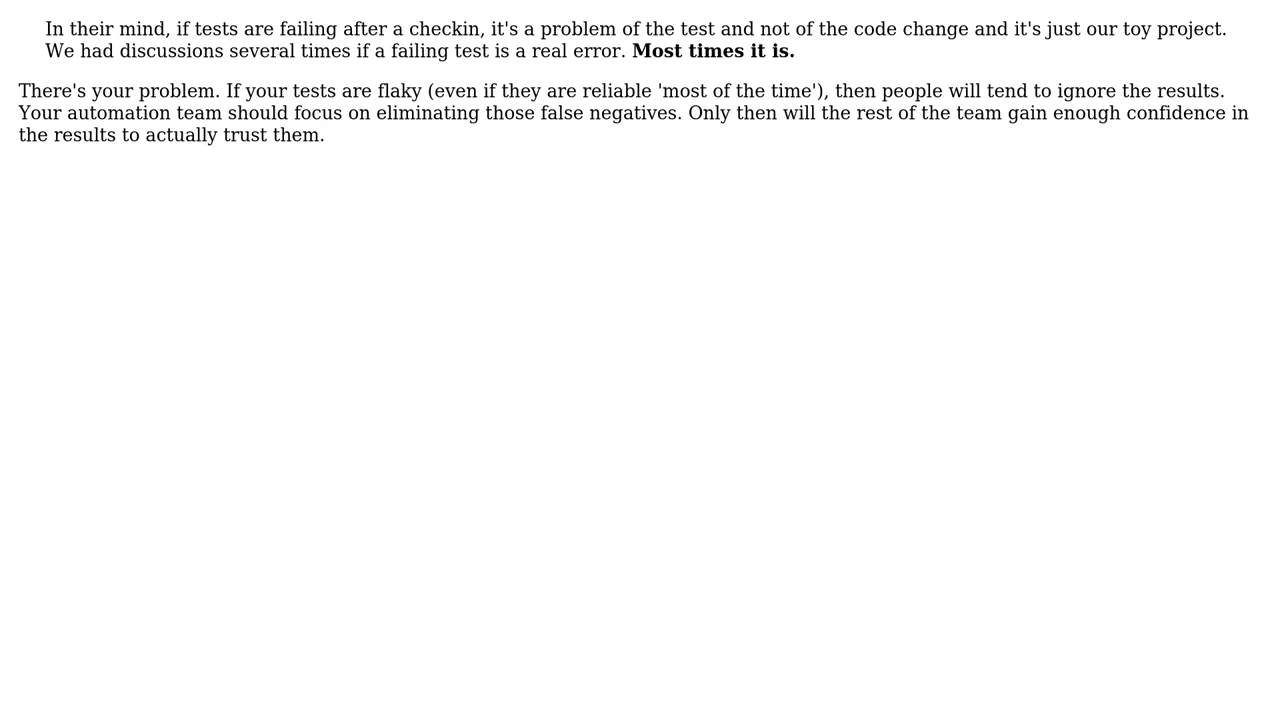 In their mind, if tests are failing after a checkin, it's a problem of the test and not of the code change and it's just our toy project.
We had discussions several times if a failing test is a real error. Most times it is.
There's your problem. If your tests are flaky (even if they are reliable 'most of the time'), then people will tend to ignore the results.
Your automation team should focus on eliminating those false negatives. Only then will the rest of the team gain enough confidence in
the results to actually trust them.